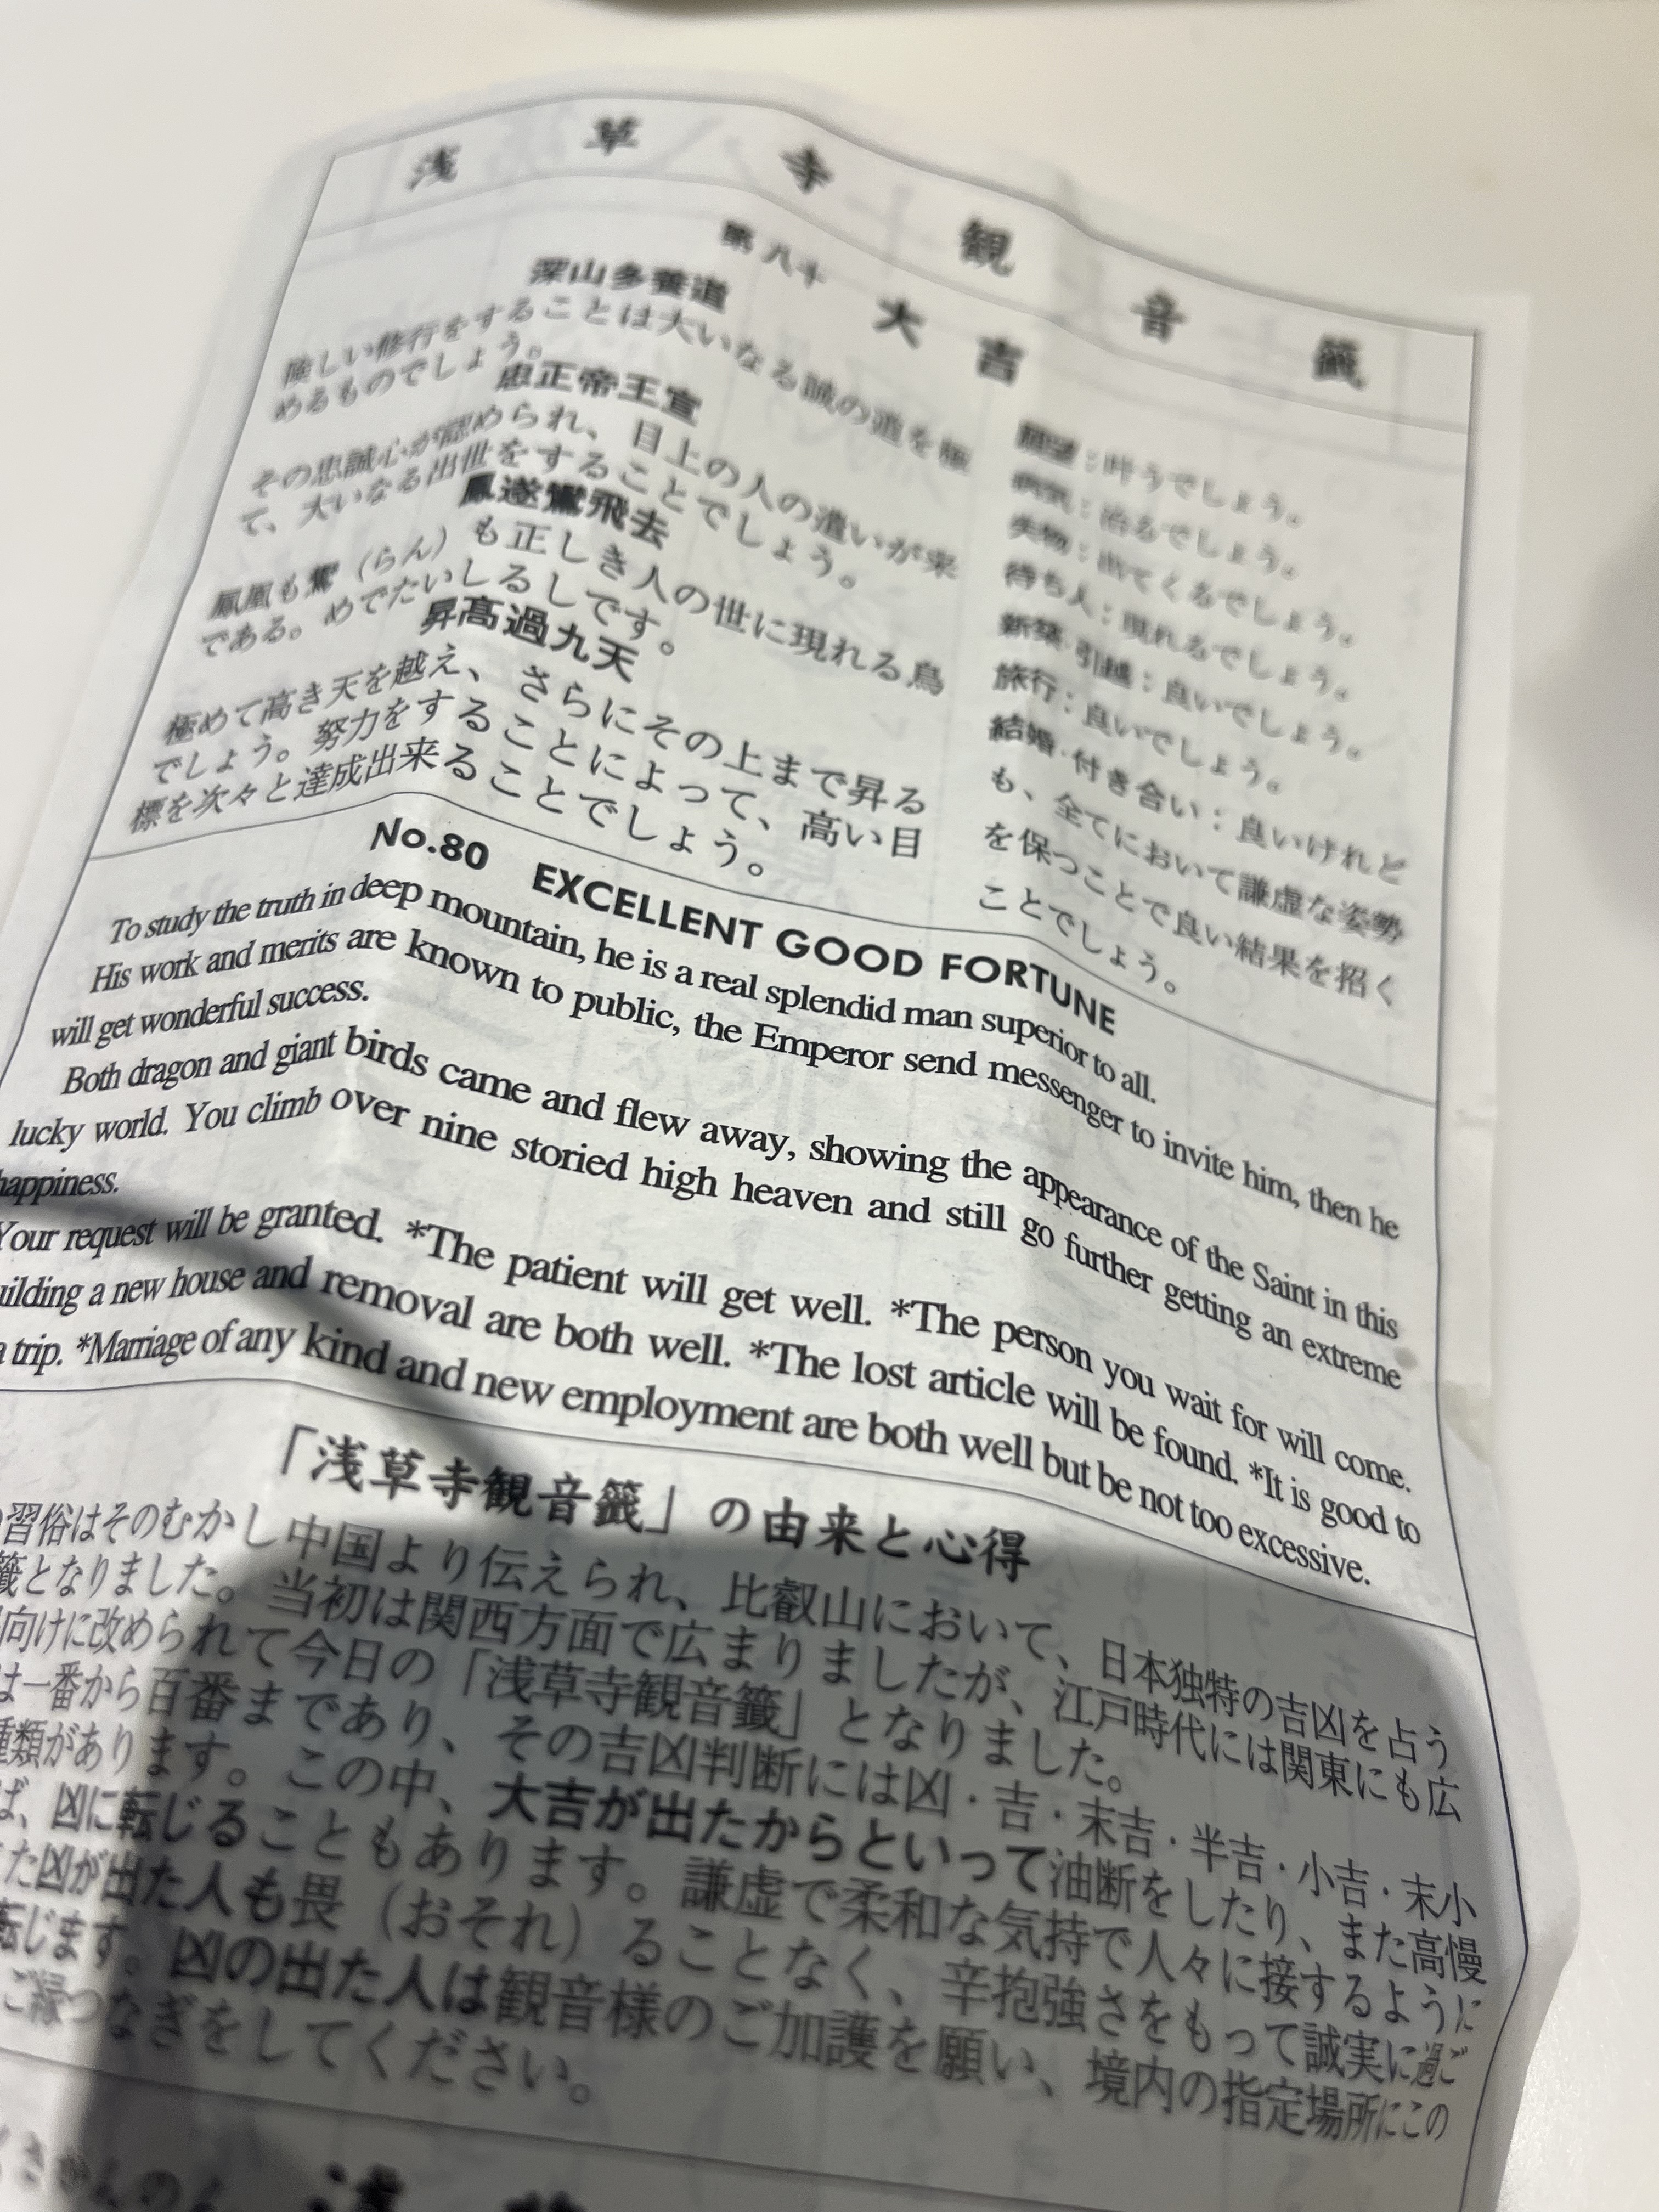 浅草寺観音籤
第八十 大吉
深山多養道
険しい修行をすることは大いなる誠の道を極
めるものでしょう。
忠正帝王宣
その忠誠心が認められ、目上の人の遣いが来
て、大いなる出世をすることでしょう。
鳳遂鸞飛去
鳳凰も鸞（らん）も正しき人の世に現れる鳥
である。めでたいしるしです。
昇高過九天
極めて高き天を越え、さらにその上まで昇る
でしょう。努力をすることによって、高い目
標を次々と達成出来ることでしょう。
願望：叶うでしょう。
病気：治るでしょう。
失物：出てくるでしょう。
待ち人：現れるでしょう。
新築·引越：良いでしょう。
旅行：良いでしょう。
結婚·付き合い：良いけれど
も、全てにおいて謙虚な姿勢
を保つことで良い結果を招く
ことでしょう。
No.80 EXCELLENT GOOD FORTUNE
To study the truth in deep mountain, he is a real splendid man superior to all.
His work and merits are known to public, the Emperor send messenger to invite him, then he
will get wonderful success.
Both dragon and giant birds came and flew away, showing the appearance of the Saint in this
lucky world. You climb over nine storied high heaven and still go further getting an extreme
happiness.
Your request will be granted. *The patient will get well. *The person you wait for will come.
uilding a new house and removal are both well. *The lost article will be found. *It is good to
a trip. *Marriage of any kind and new employment are both well but be not too excessive.
「浅草寺観音籤」の由来と心得
習俗はそのむかし中国より伝えられ、比叡山において、日本独特の吉凶を占う
籤となりました。当初は関西方面で広まりましたが、江戸時代には関東にも広
向けに改められて今日の「浅草寺観音籤」となりました。
は一番から百番まであり、その吉凶判断には凶·吉·末吉·半吉·小吉·末小
種類があります。この中、大吉が出たからといって油断をしたり、また高慢
ば、凶に転じることもあります。謙虚で柔和な気持で人々に接するように
た凶が出た人も畏（おそれ）ることなく、辛抱強さをもって誠実に過ご
転じます。凶の出た人は観音様のご加護を願い、境内の指定場所にこの
ご縁つなぎをしてください。